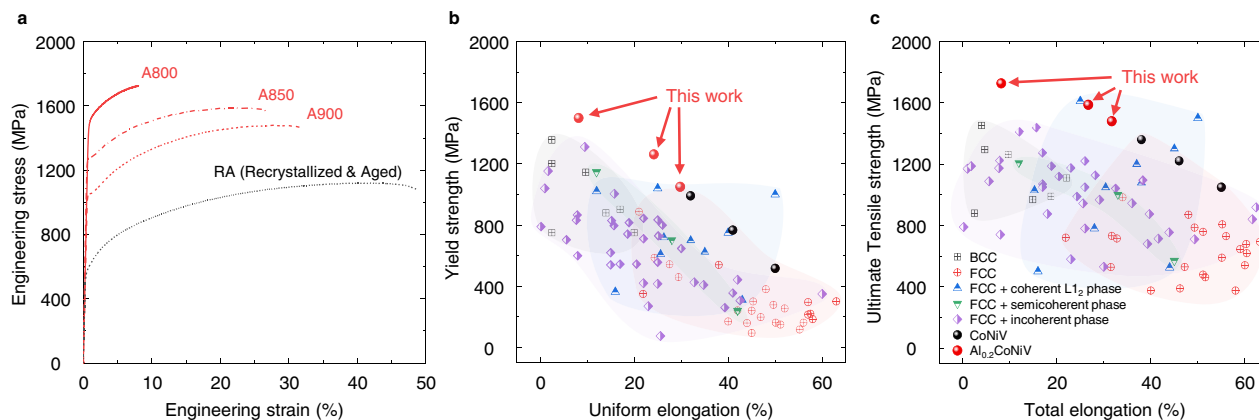 a
2000
1600
1200
800
400
0
Engineering stress (MPa)
A800
A850
A900
RA (Recrystallized & Aged)
0 10 20 30 40 50
Engineering strain (%)
b
2000
1600
1200
800
400
0
Yield strength (MPa)
This work
0 20 40 60
Uniform elongation (%)
c
2000
1600
1200
800
400
0
Ultimate Tensile strength (MPa)
This work
BCC
FCC
FCC + coherent L1₂ phase
FCC + semicoherent phase
FCC + incoherent phase
CoNiV
Al₀.₂CoNiV
0 20 40 60
Total elongation (%)